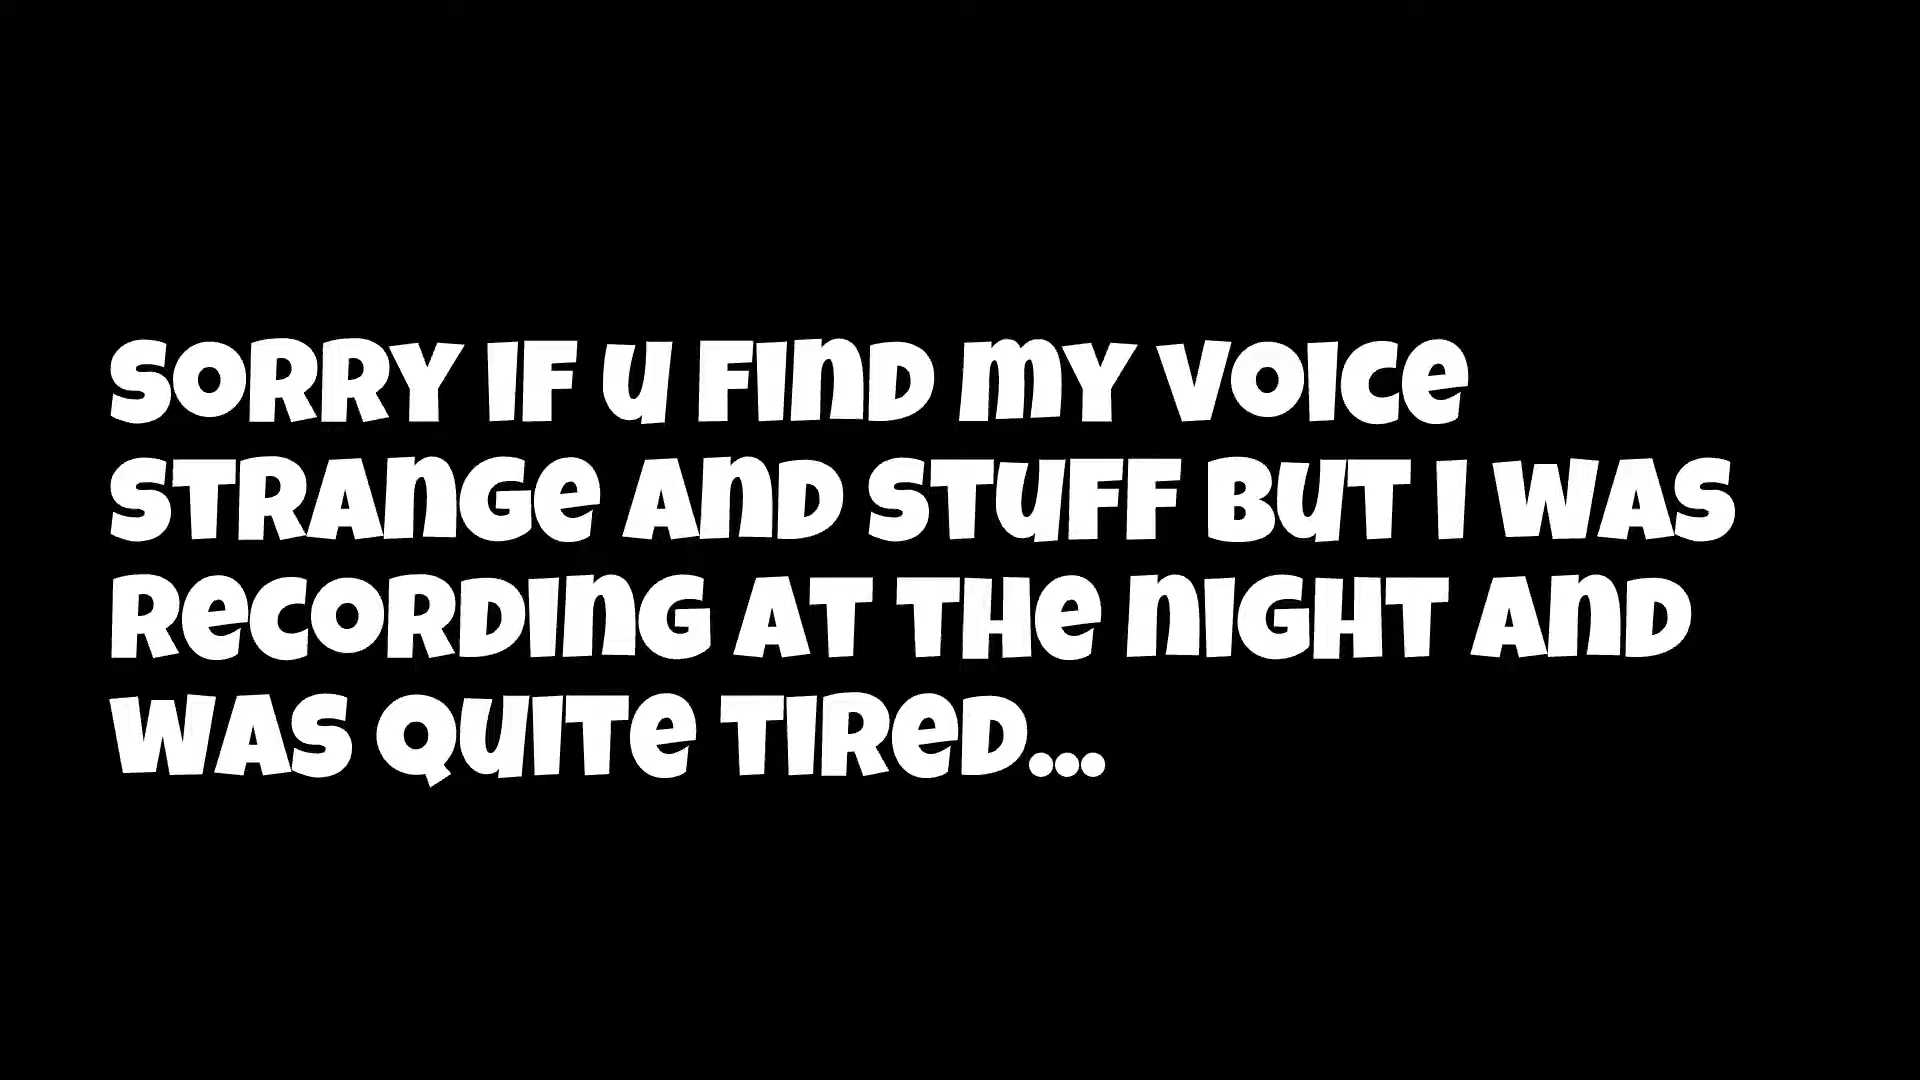 SORRY IF U FIND MY VOICE
STRANGE AND STUFF BUT I WAS
RECORDING AT THE NIGHT AND
WAS QUITE TIRED...